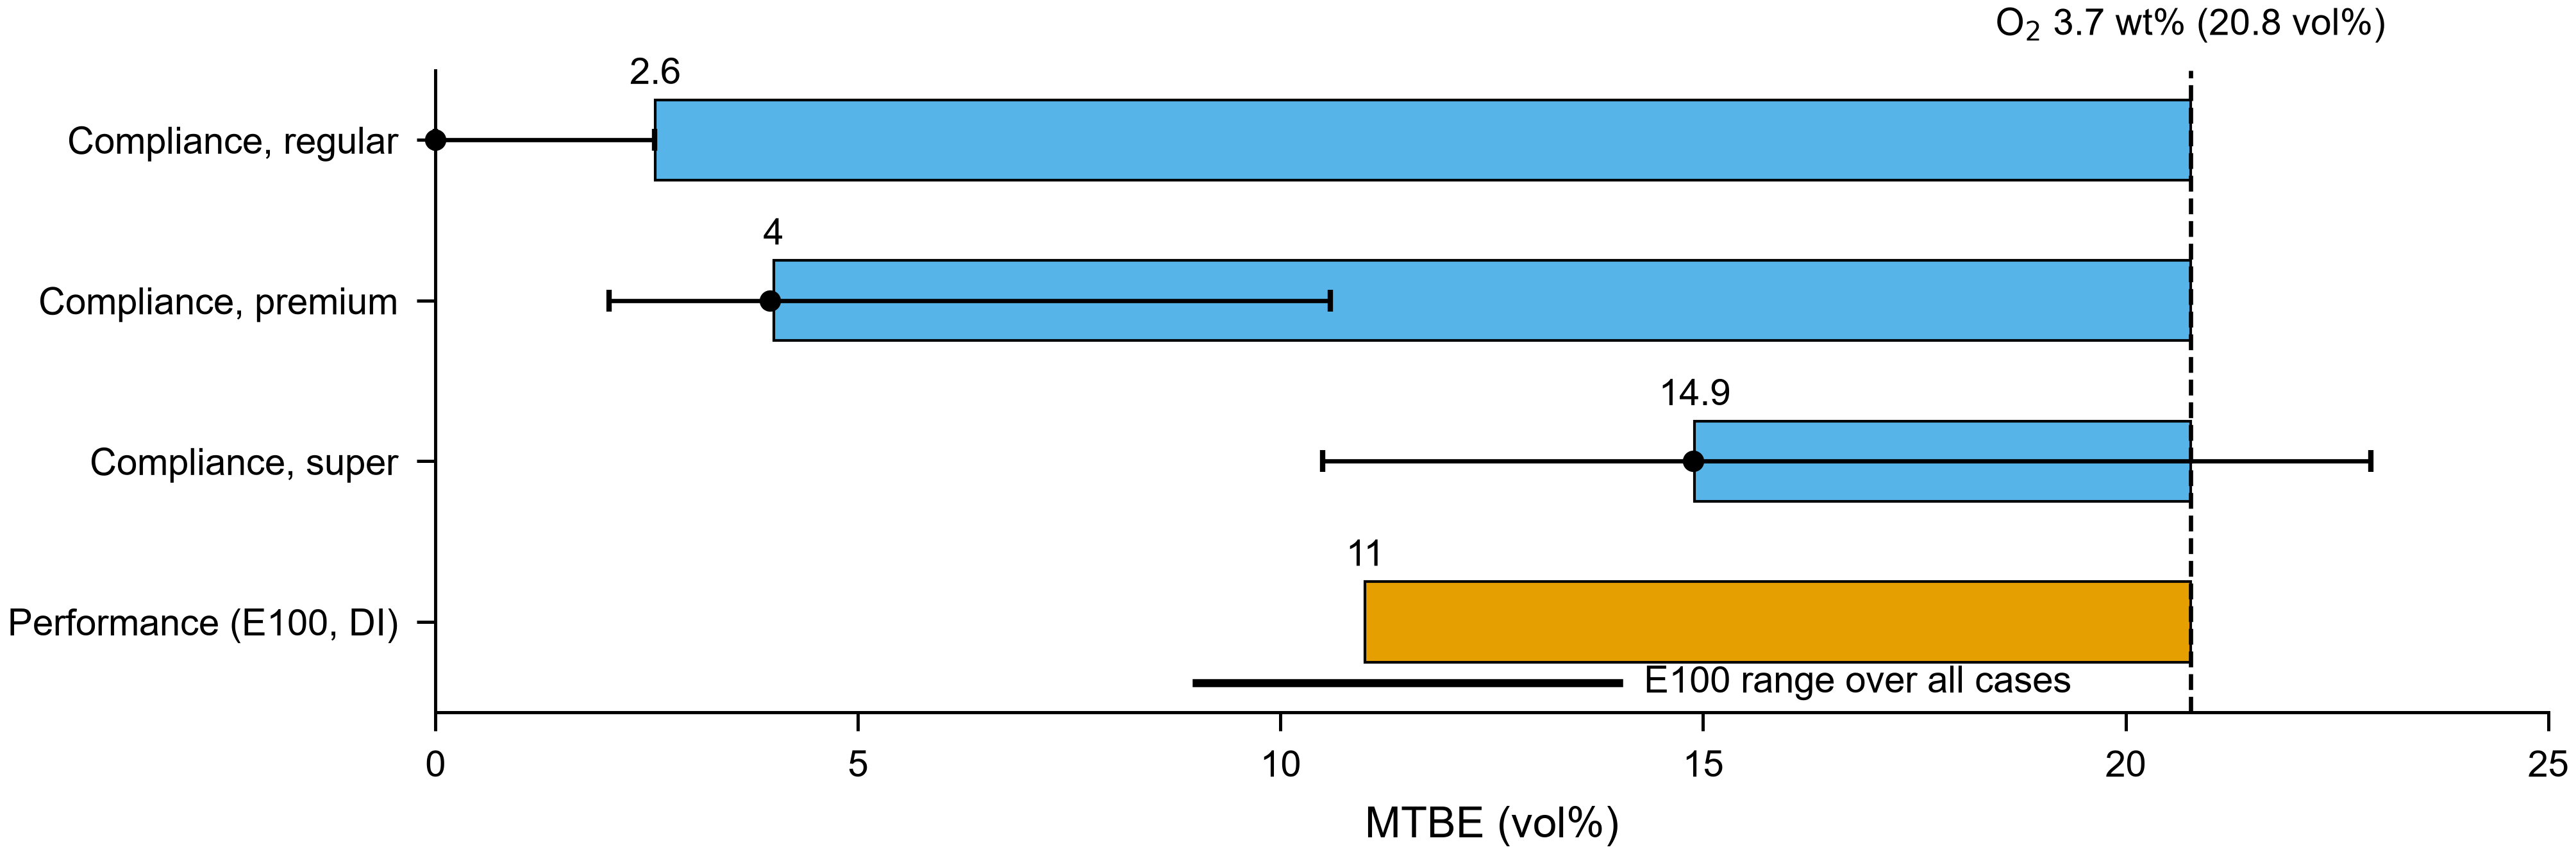 O₂ 3.7 wt% (20.8 vol%)
2.6
Compliance, regular
4
Compliance, premium
14.9
Compliance, super
11
Performance (E100, DI)
E100 range over all cases
0 5 10 15 20 25
MTBE (vol%)